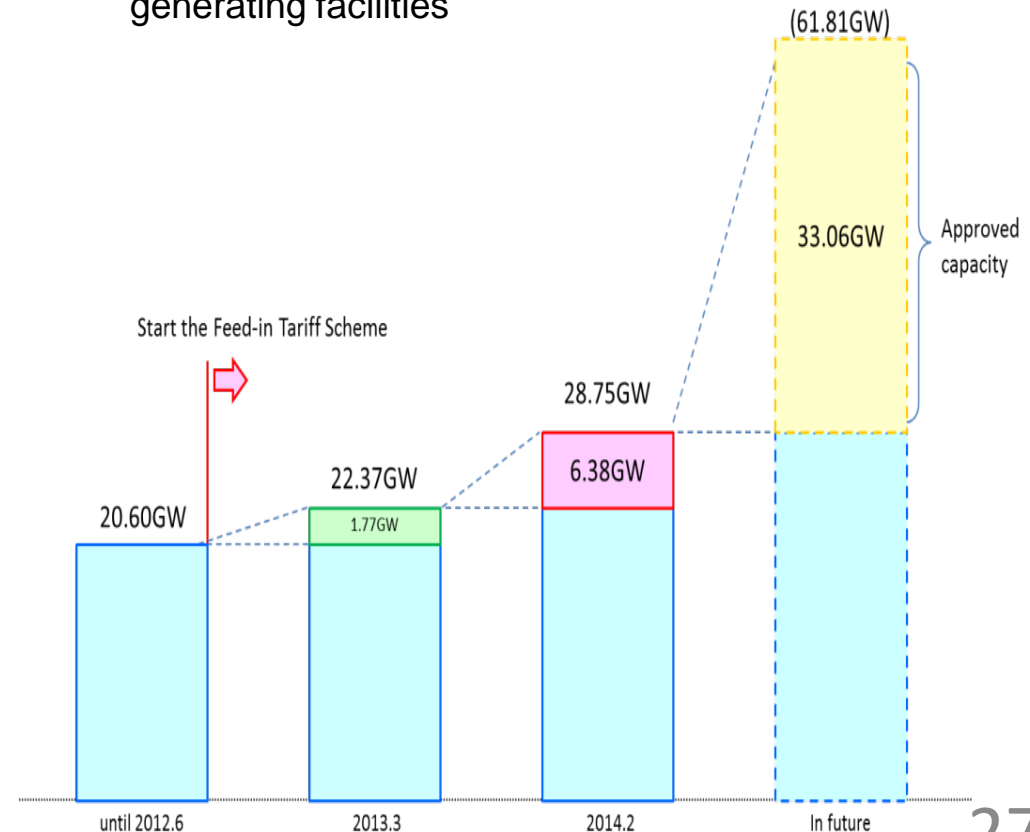 generating facilities
(61.81GW)
33.06GW
Approved
capacity
Start the Feed-in Tariff Scheme
28.75GW
6.38GW
22.37GW
1.77GW
20.60GW
until 2012.6
2013.3
2014.2
In future
27